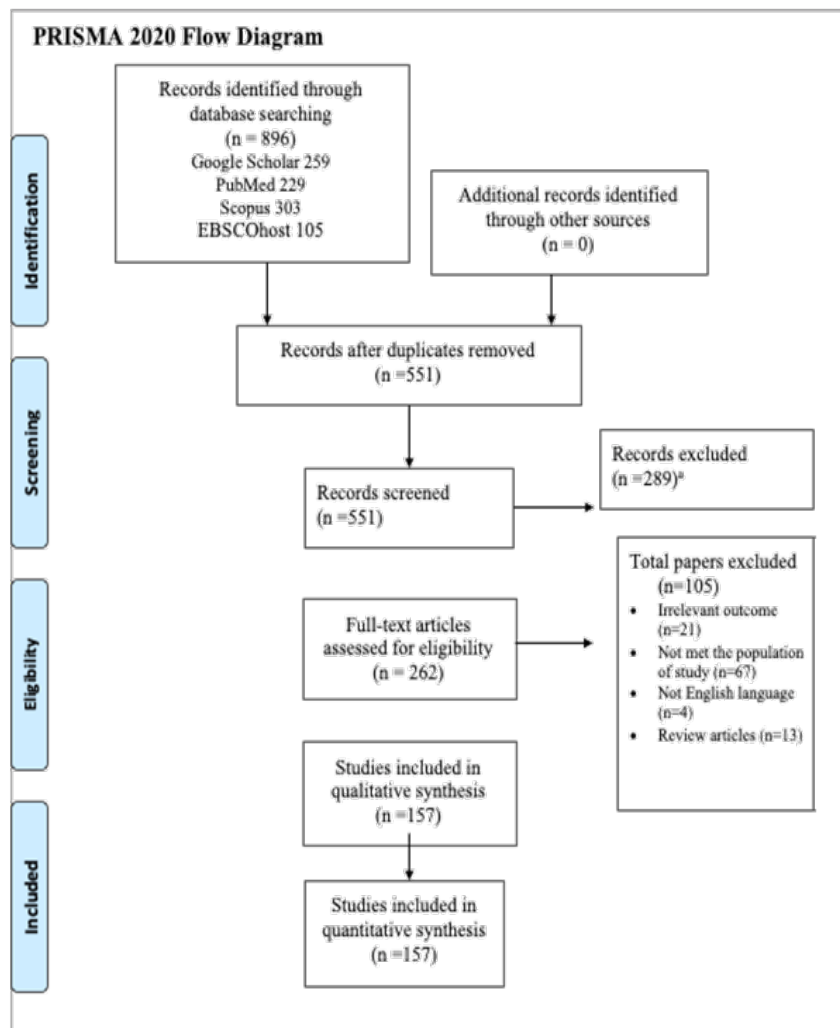 PRISMA 2020 Flow Diagram
Records identified through
database searching
(n = 896)
Google Scholar 259
PubMed 229
Scopus 303
EBSCOhost 105
Additional records identified
through other sources
(n = 0)
Identification
Records after duplicates removed
(n =551)
Screening
Records screened
(n =551)
Records excluded
(n =289)ª
Total papers excluded
(n=105)
• Irrelevant outcome
(n=21)
• Not met the population
of study (n=67)
• Not English language
(n=4)
• Review articles (n=13)
Eligibility
Full-text articles
assessed for eligibility
(n = 262)
Studies included in
qualitative synthesis
(n =157)
Included
Studies included in
quantitative synthesis
(n =157)